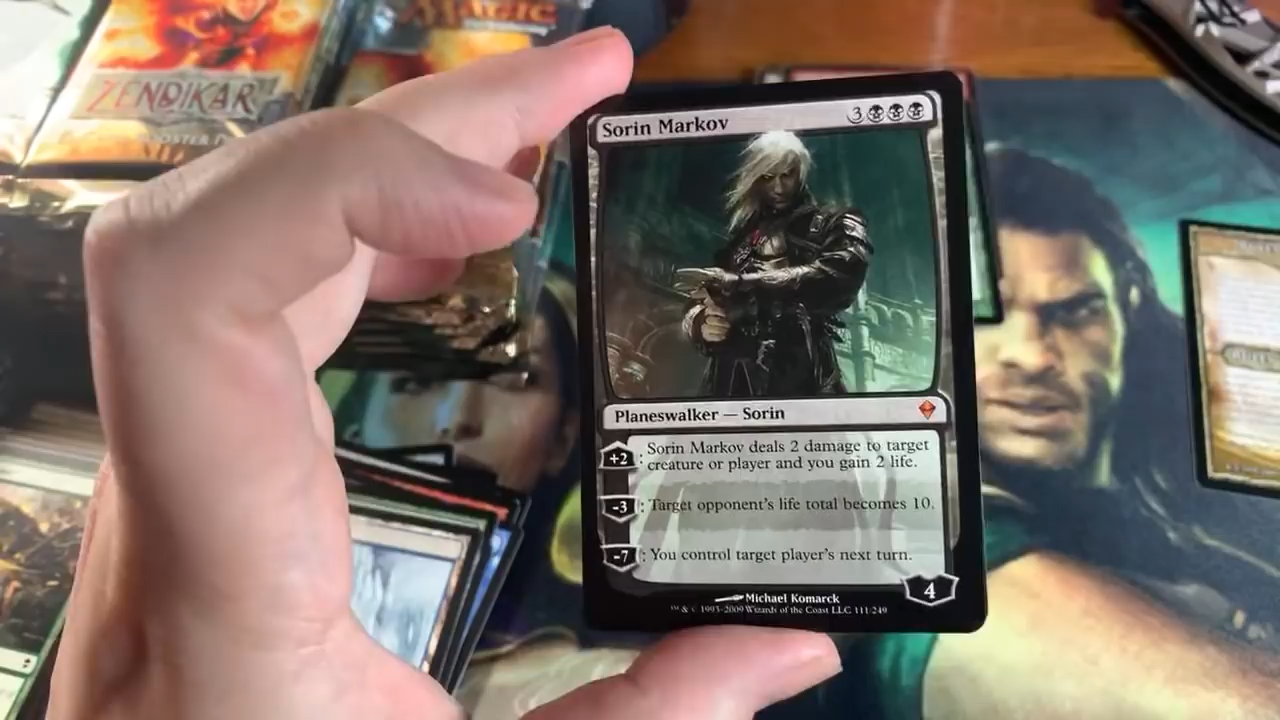 MAGIC
ZENDIKAR
Sorin Markov
3
Planeswalker — Sorin
+2 : Sorin Markov deals 2 damage to target
creature or player and you gain 2 life.
-3 : Target opponent's life total becomes 10.
-7 : You control target player's next turn.
4
Michael Komarck
™ & © 1993-2009 Wizards of the Coast LLC 111/249